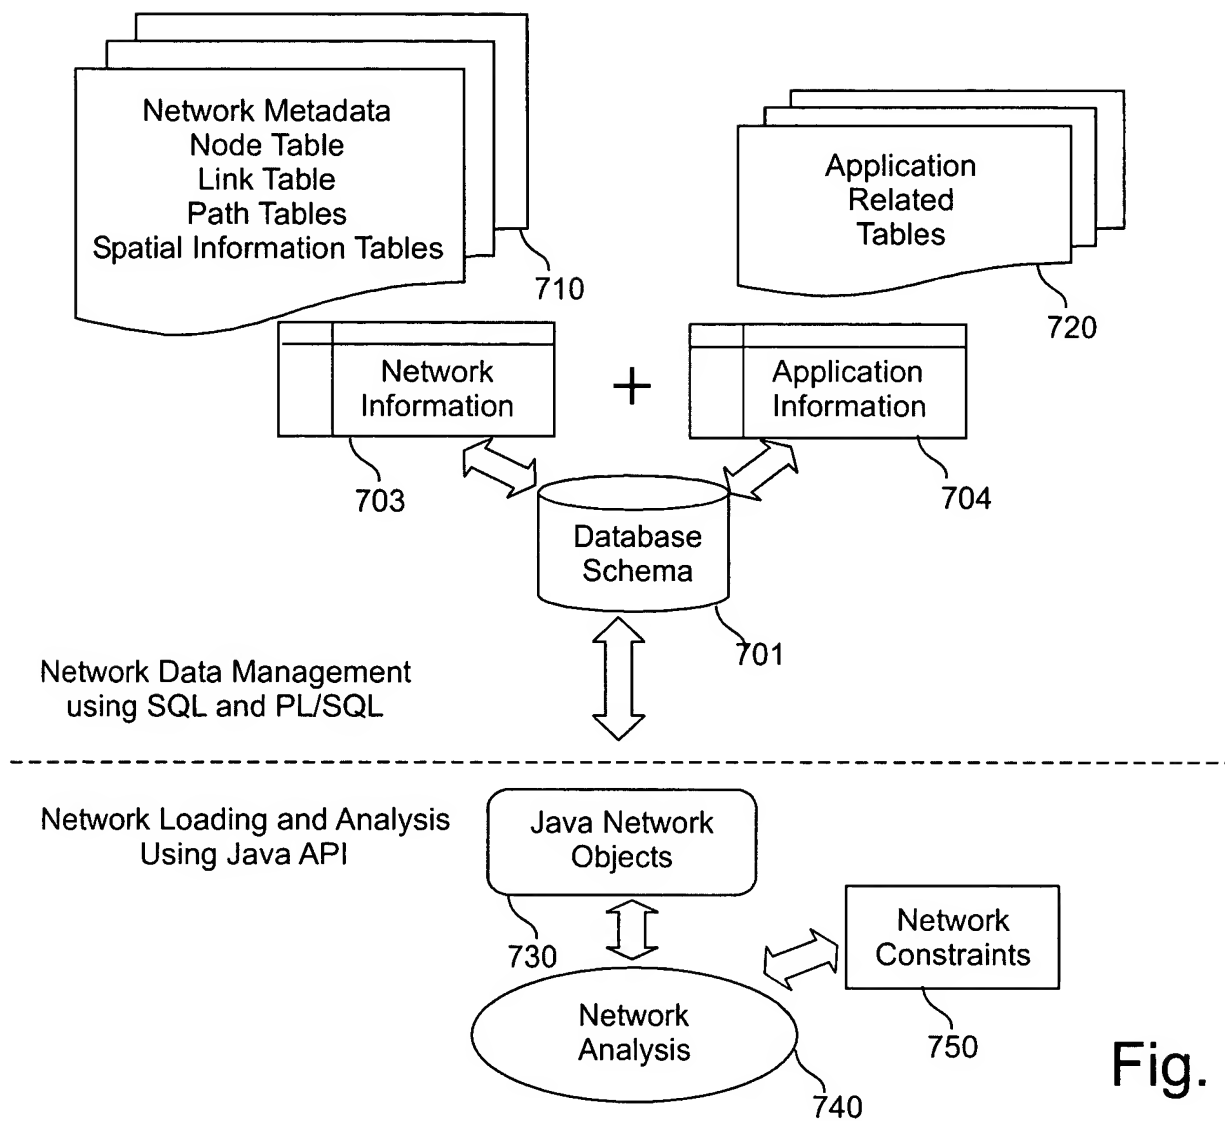 Network Metadata
Node Table
Link Table
Path Tables
Spatial Information Tables
710
Application
Related
Tables
720
Network
Information
703
+
Application
Information
704
Database
Schema
701
Network Data Management
using SQL and PL/SQL
Network Loading and Analysis
Using Java API
Java Network
Objects
730
Network
Constraints
750
Network
Analysis
740
Fig.